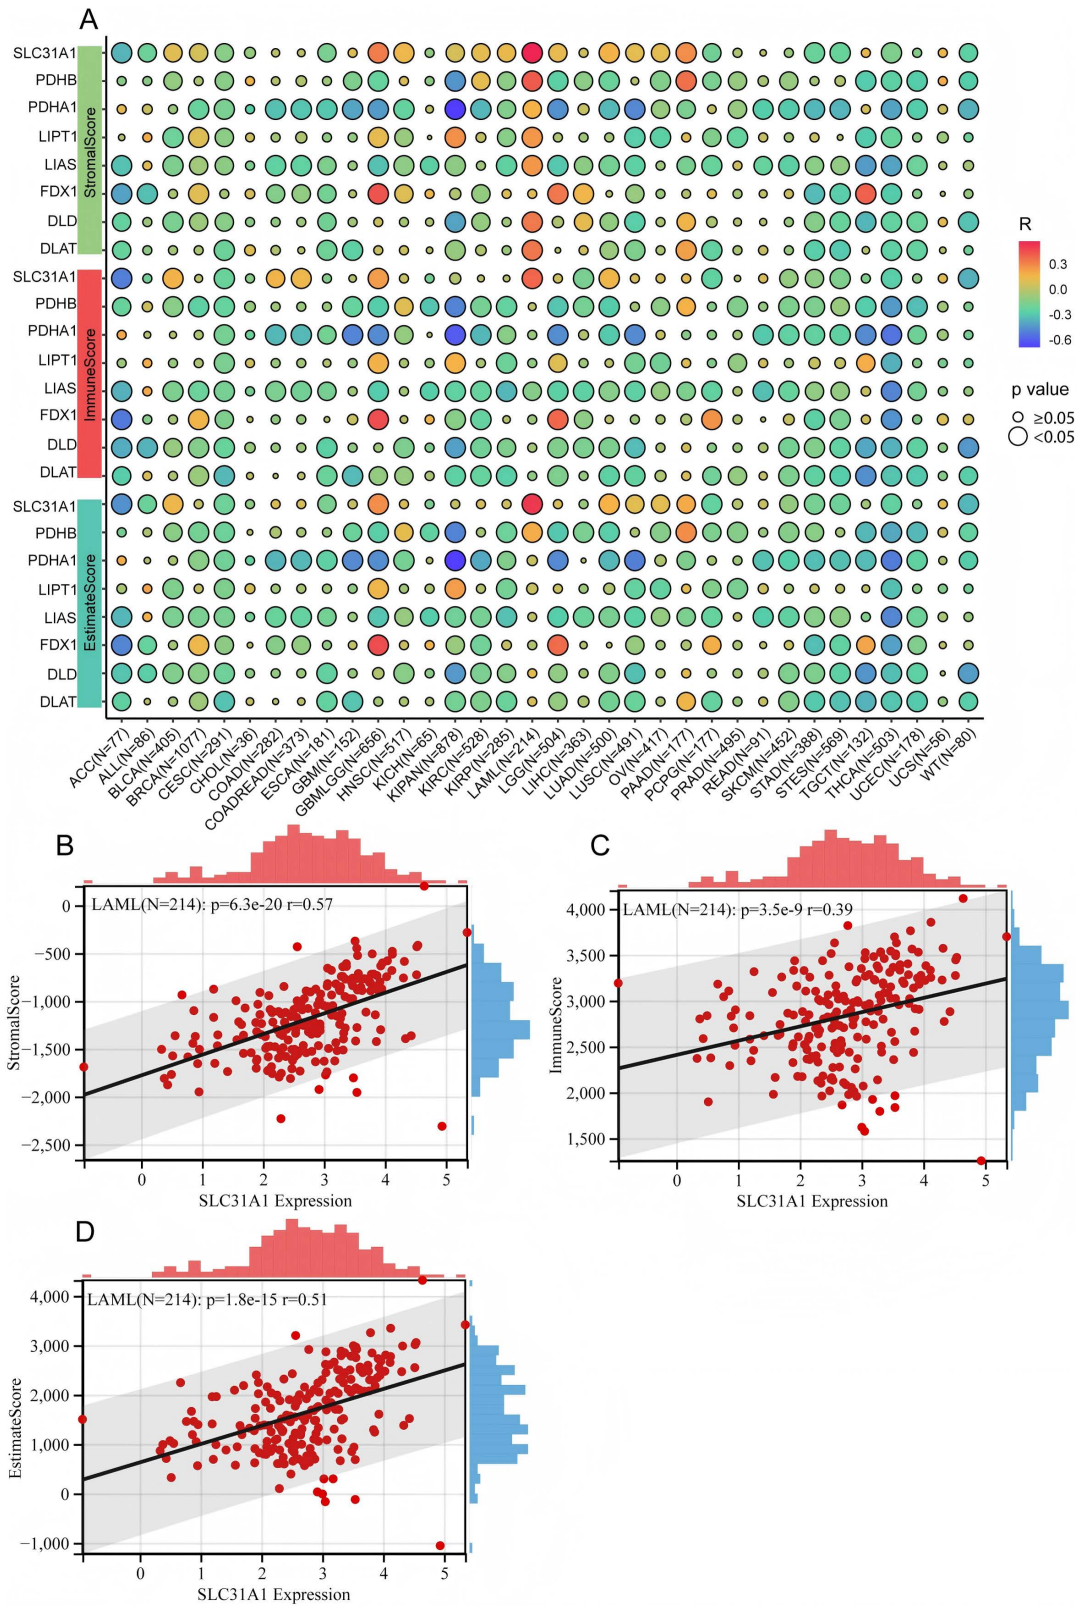 A
SLC31A1
PDHB
PDHA1
LIPT1
LIAS
FDX1
DLD
DLAT
StromalScore
SLC31A1
PDHB
PDHA1
LIPT1
LIAS
FDX1
DLD
DLAT
ImmuneScore
SLC31A1
PDHB
PDHA1
LIPT1
LIAS
FDX1
DLD
DLAT
EstimateScore
R
0.3
0.0
-0.3
-0.6
p value
≥0.05
<0.05
ACC(N=77)
ALL(N=86)
BLCA(N=405)
BRCA(N=1077)
CESC(N=291)
CHOL(N=36)
COAD(N=282)
COADREAD(N=373)
ESCA(N=181)
GBM(N=152)
GBMLGG(N=656)
HNSC(N=517)
KICH(N=65)
KIPAN(N=878)
KIRC(N=528)
KIRP(N=285)
LAML(N=214)
LGG(N=504)
LIHC(N=363)
LUAD(N=500)
LUSC(N=491)
OV(N=417)
PAAD(N=177)
PCPG(N=177)
PRAD(N=495)
READ(N=91)
SKCM(N=452)
STAD(N=388)
STES(N=569)
TGCT(N=132)
THCA(N=503)
UCEC(N=178)
UCS(N=56)
WT(N=80)
B
LAML(N=214): p=6.3e-20 r=0.57
0
−500
−1,000
−1,500
−2,000
−2,500
StromalScore
0 1 2 3 4 5
SLC31A1 Expression
C
LAML(N=214): p=3.5e-9 r=0.39
4,000
3,500
3,000
2,500
2,000
1,500
ImmuneScore
0 1 2 3 4 5
SLC31A1 Expression
D
LAML(N=214): p=1.8e-15 r=0.51
4,000
3,000
2,000
1,000
0
−1,000
EstimateScore
0 1 2 3 4 5
SLC31A1 Expression